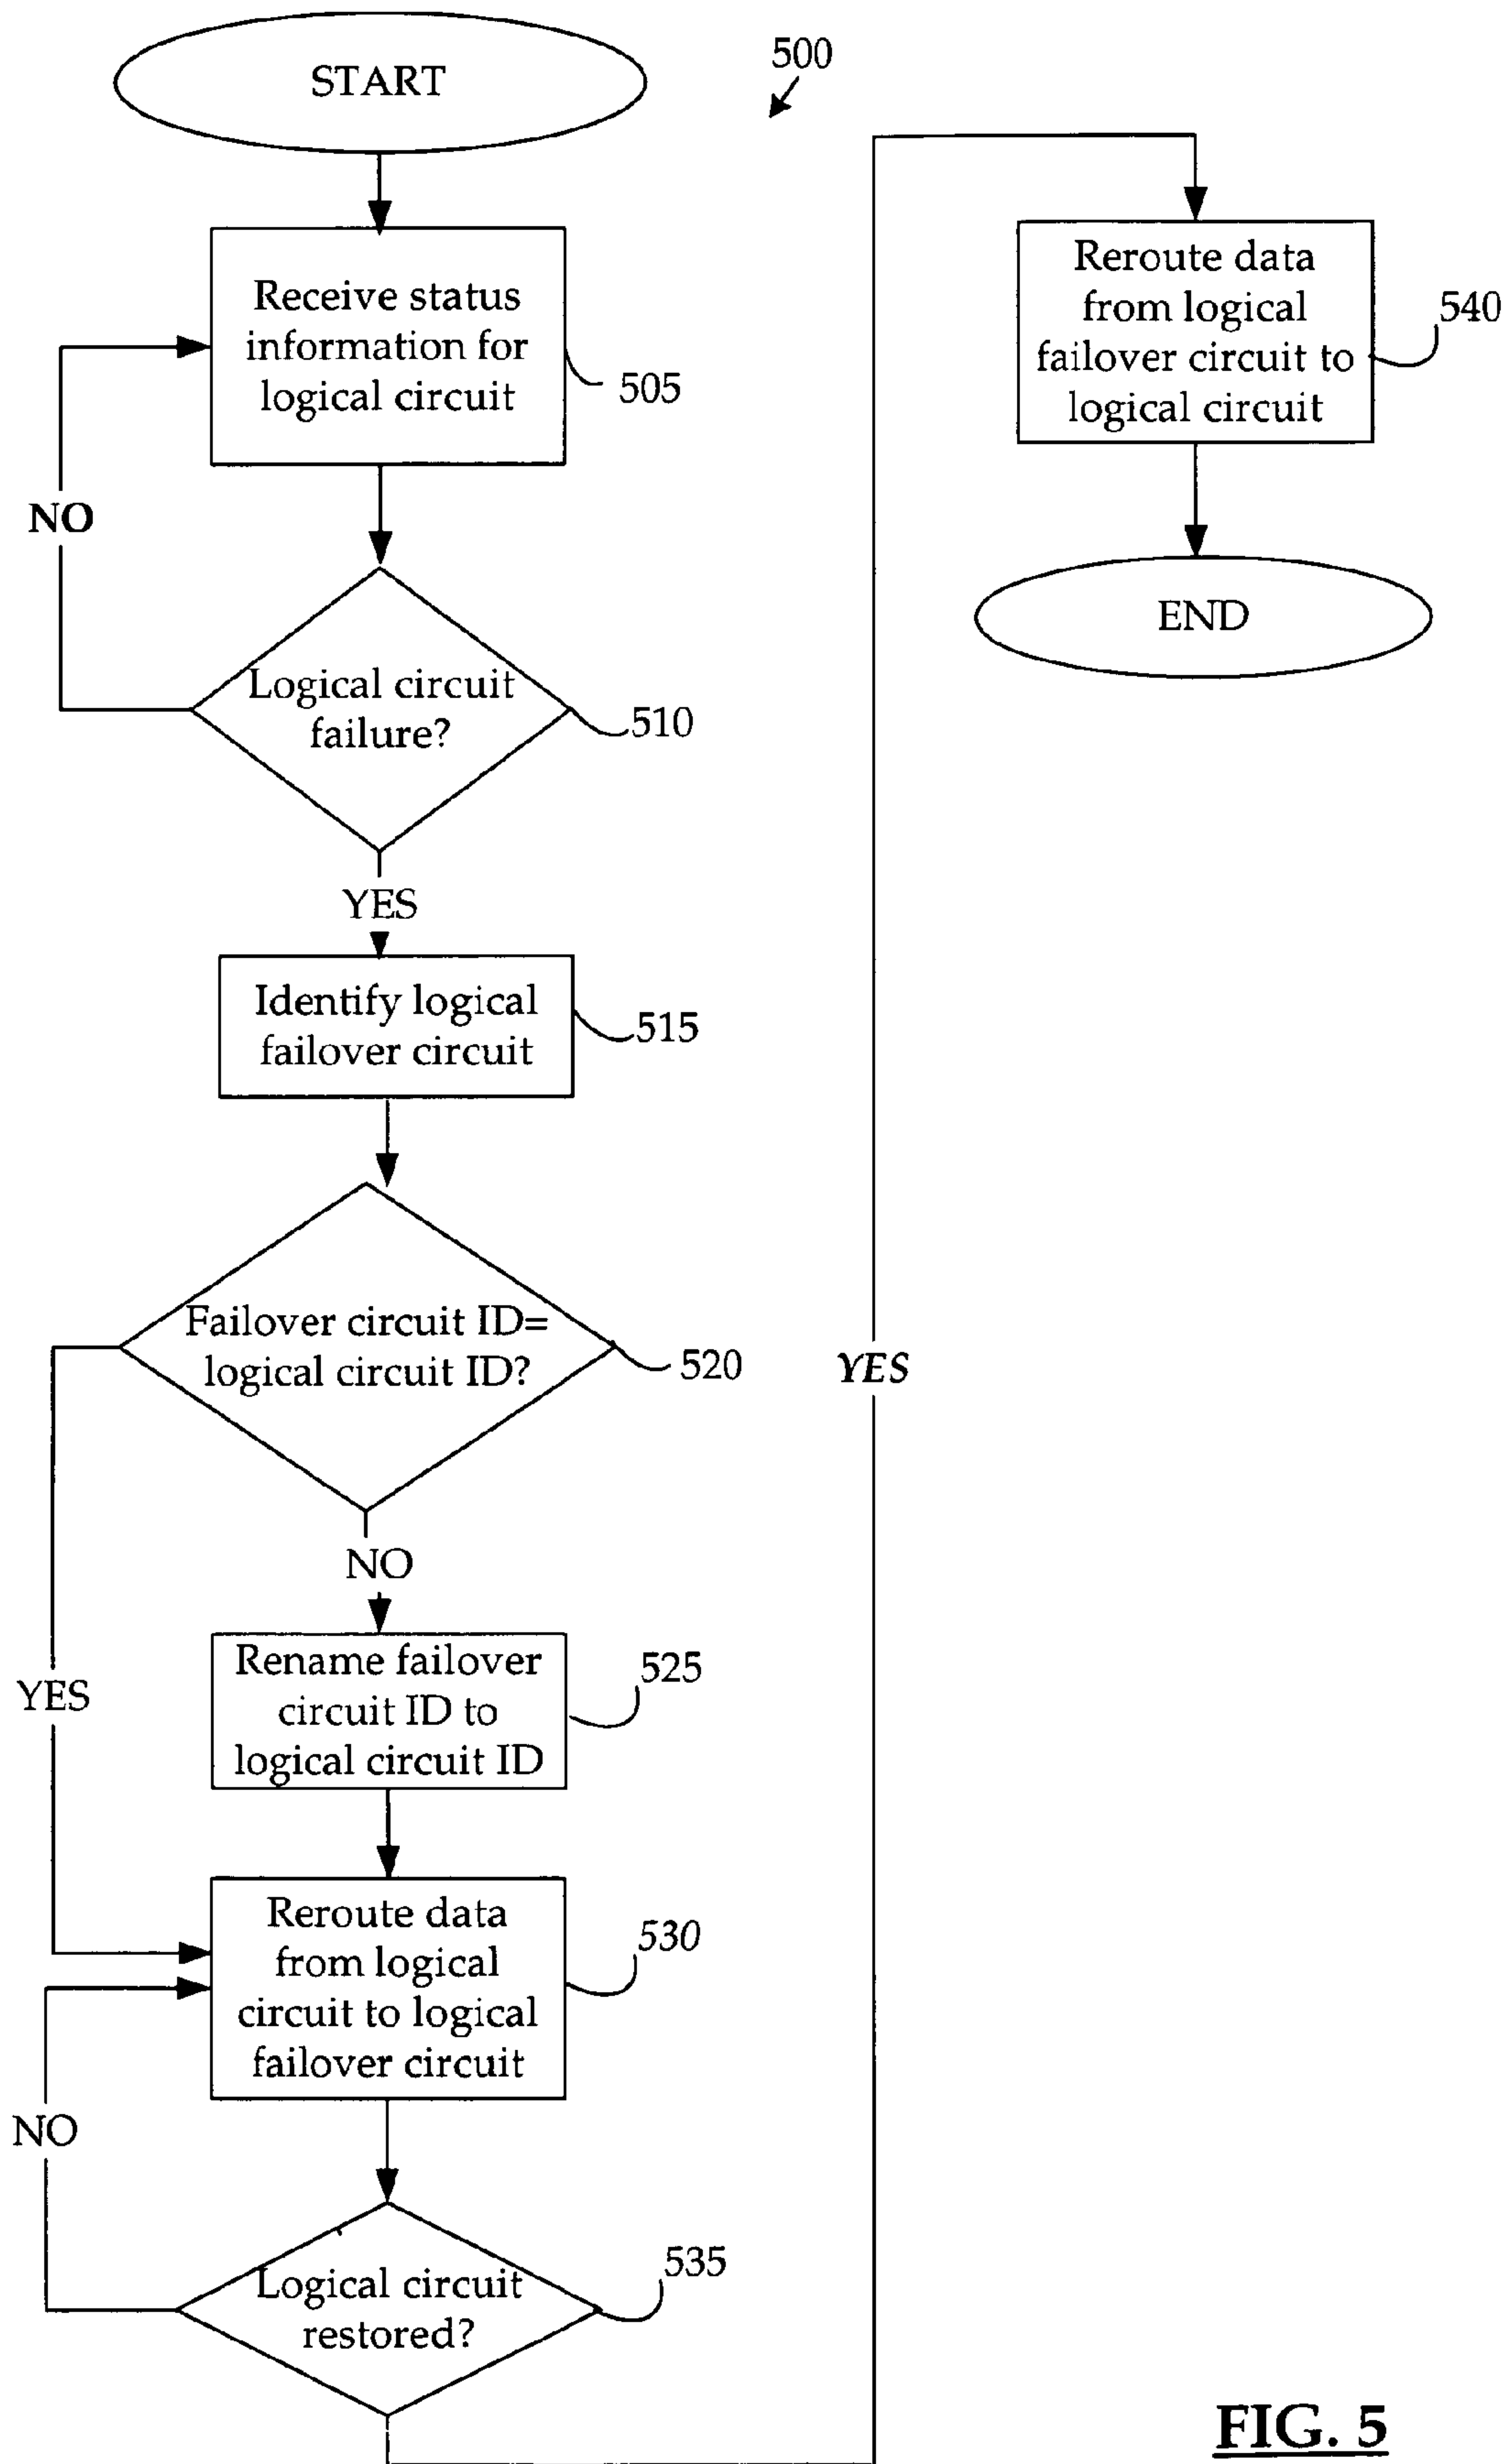 START
500
Receive status
information for
logical circuit
505
NO
Logical circuit
failure?
510
YES
Identify logical
failover circuit
515
Failover circuit ID=
logical circuit ID?
520
NO
Rename failover
circuit ID to
logical circuit ID
525
YES
Reroute data
from logical
circuit to logical
failover circuit
530
NO
Logical circuit
restored?
535
YES
Reroute data
from logical
failover circuit to
logical circuit
540
END
FIG. 5